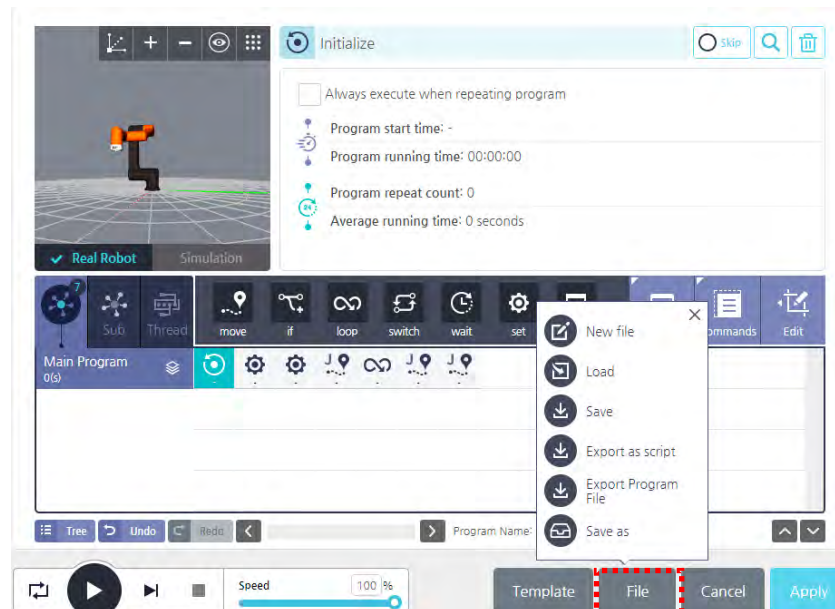 Initialize
Skip
Always execute when repeating program
Program start time: -
Program running time: 00:00:00
24
Program repeat count: 0
Average running time: 0 seconds
Real Robot
Simulation
7
Sub
Thread
move
if
loop
switch
wait
set
Edit
Main Program
0(s)
J
J
J
New file
Load
Save
Export as script
Export Program
File
Save as
Tree
Undo
Redo
Program Name:
Speed
100 %
Template
File
Cancel
Apply